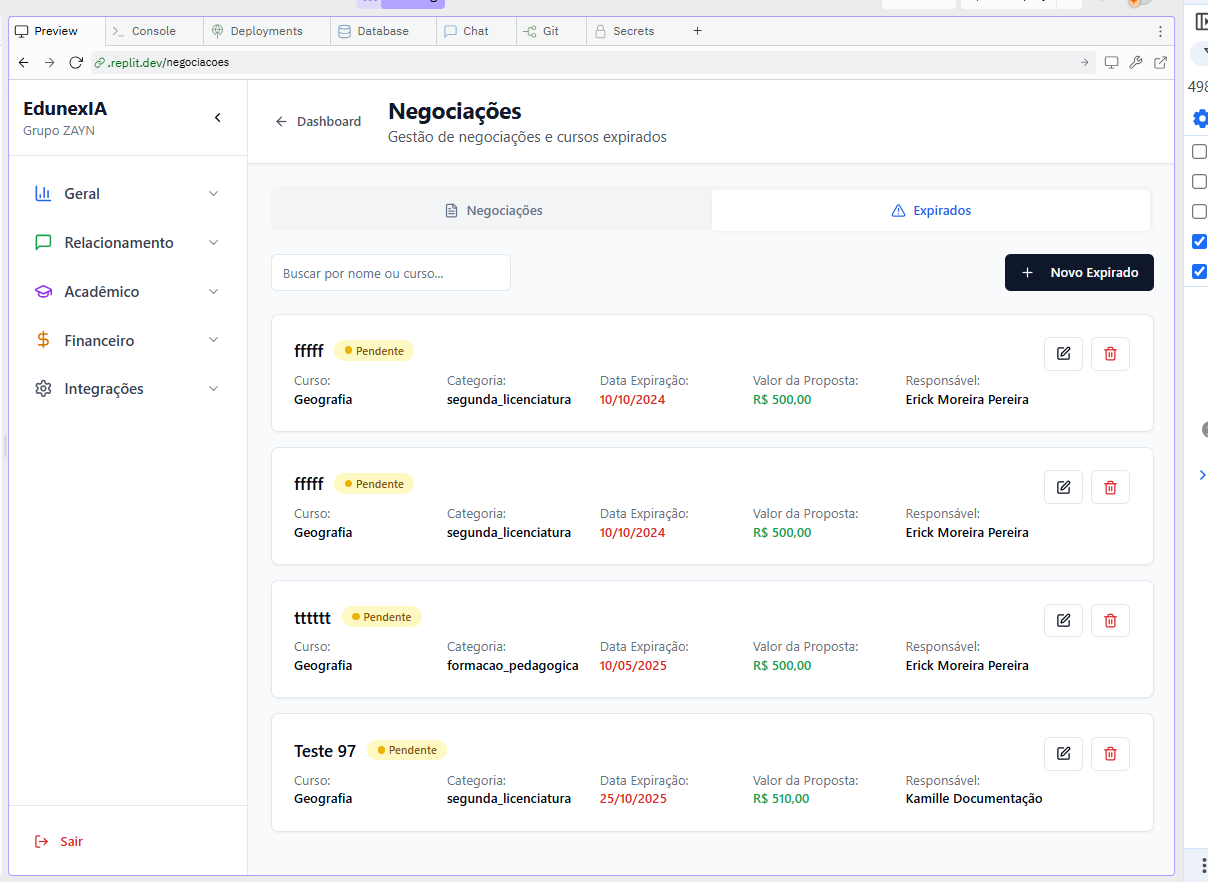 Preview Console Deployments Database Chat Git Secrets
.replit.dev/negociacoes
498
EdunexIA
Grupo ZAYN
Geral
Relacionamento
Acadêmico
Financeiro
Integrações
Sair
Dashboard
Negociações
Gestão de negociações e cursos expirados
Negociações Expirados
Buscar por nome ou curso...
+ Novo Expirado
fffff Pendente
Curso: Categoria: Data Expiração: Valor da Proposta: Responsável:
Geografia segunda_licenciatura 10/10/2024 R$ 500,00 Erick Moreira Pereira
fffff Pendente
Curso: Categoria: Data Expiração: Valor da Proposta: Responsável:
Geografia segunda_licenciatura 10/10/2024 R$ 500,00 Erick Moreira Pereira
tttttt Pendente
Curso: Categoria: Data Expiração: Valor da Proposta: Responsável:
Geografia formacao_pedagogica 10/05/2025 R$ 500,00 Erick Moreira Pereira
Teste 97 Pendente
Curso: Categoria: Data Expiração: Valor da Proposta: Responsável:
Geografia segunda_licenciatura 25/10/2025 R$ 510,00 Kamille Documentação